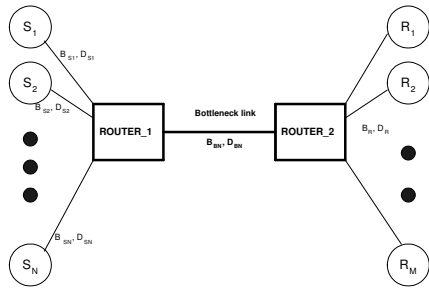 S1
R1
BS1, DS1
S2
R2
BS2, DS2
Bottleneck link
ROUTER_1
ROUTER_2
BR, DR
BBN, DBN
BSN, DSN
SN
RM